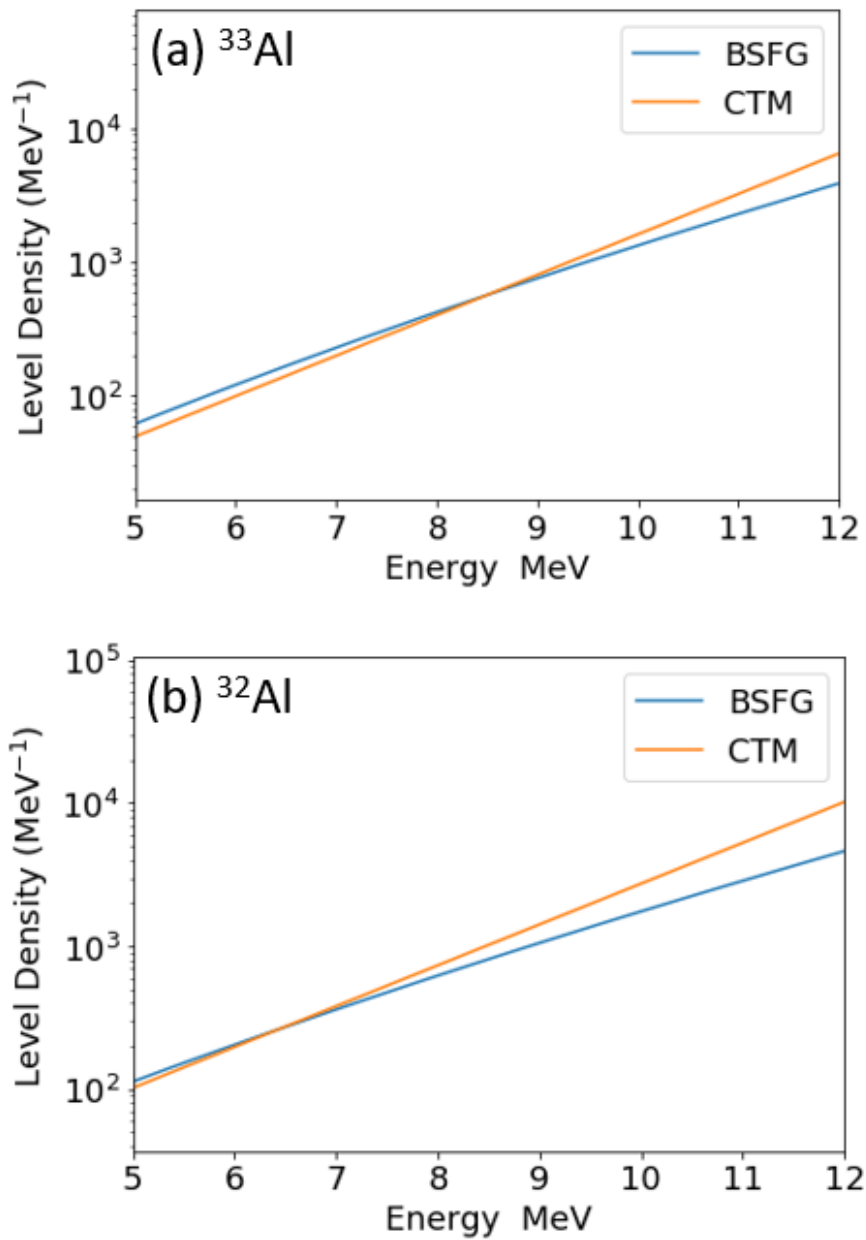 (a) ³³Al
BSFG
CTM
Level Density (MeV⁻¹)
10⁴
10³
10²
5 6 7 8 9 10 11 12
Energy  MeV
(b) ³²Al
BSFG
CTM
Level Density (MeV⁻¹)
10⁵
10⁴
10³
10²
5 6 7 8 9 10 11 12
Energy  MeV